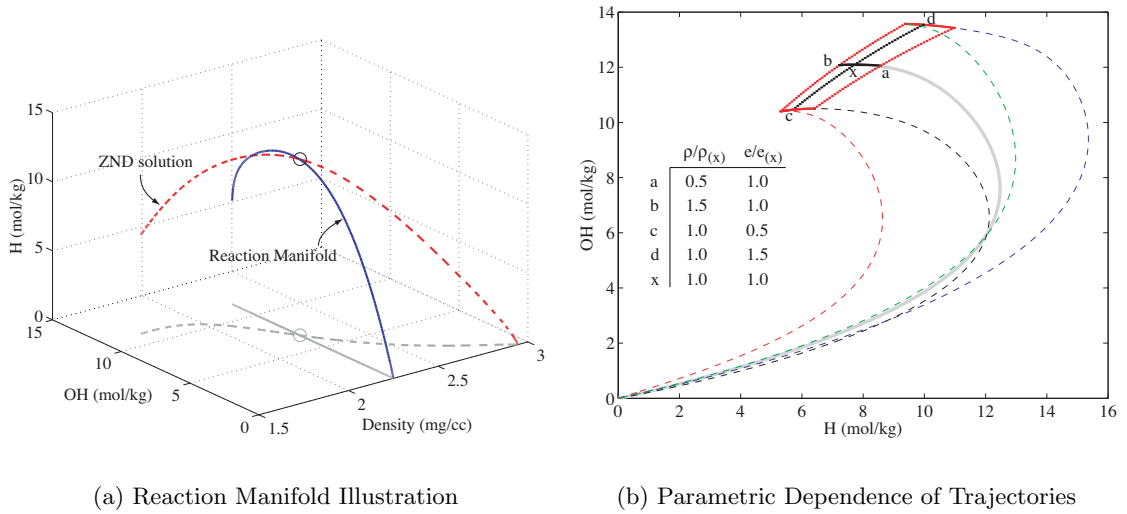 (a)
15
10
5
0
H (mol/kg)
ZND solution
Reaction Manifold
15
10
5
0
OH (mol/kg)
1.5
2
2.5
3
Density (mg/cc)
(a) Reaction Manifold Illustration
(b)
14
12
10
8
6
4
2
0
OH (mol/kg)
d
b
x
a
c
ρ/ρ(x) e/e(x)
a 0.5 1.0
b 1.5 1.0
c 1.0 0.5
d 1.0 1.5
x 1.0 1.0
0 2 4 6 8 10 12 14 16
H (mol/kg)
(b) Parametric Dependence of Trajectories